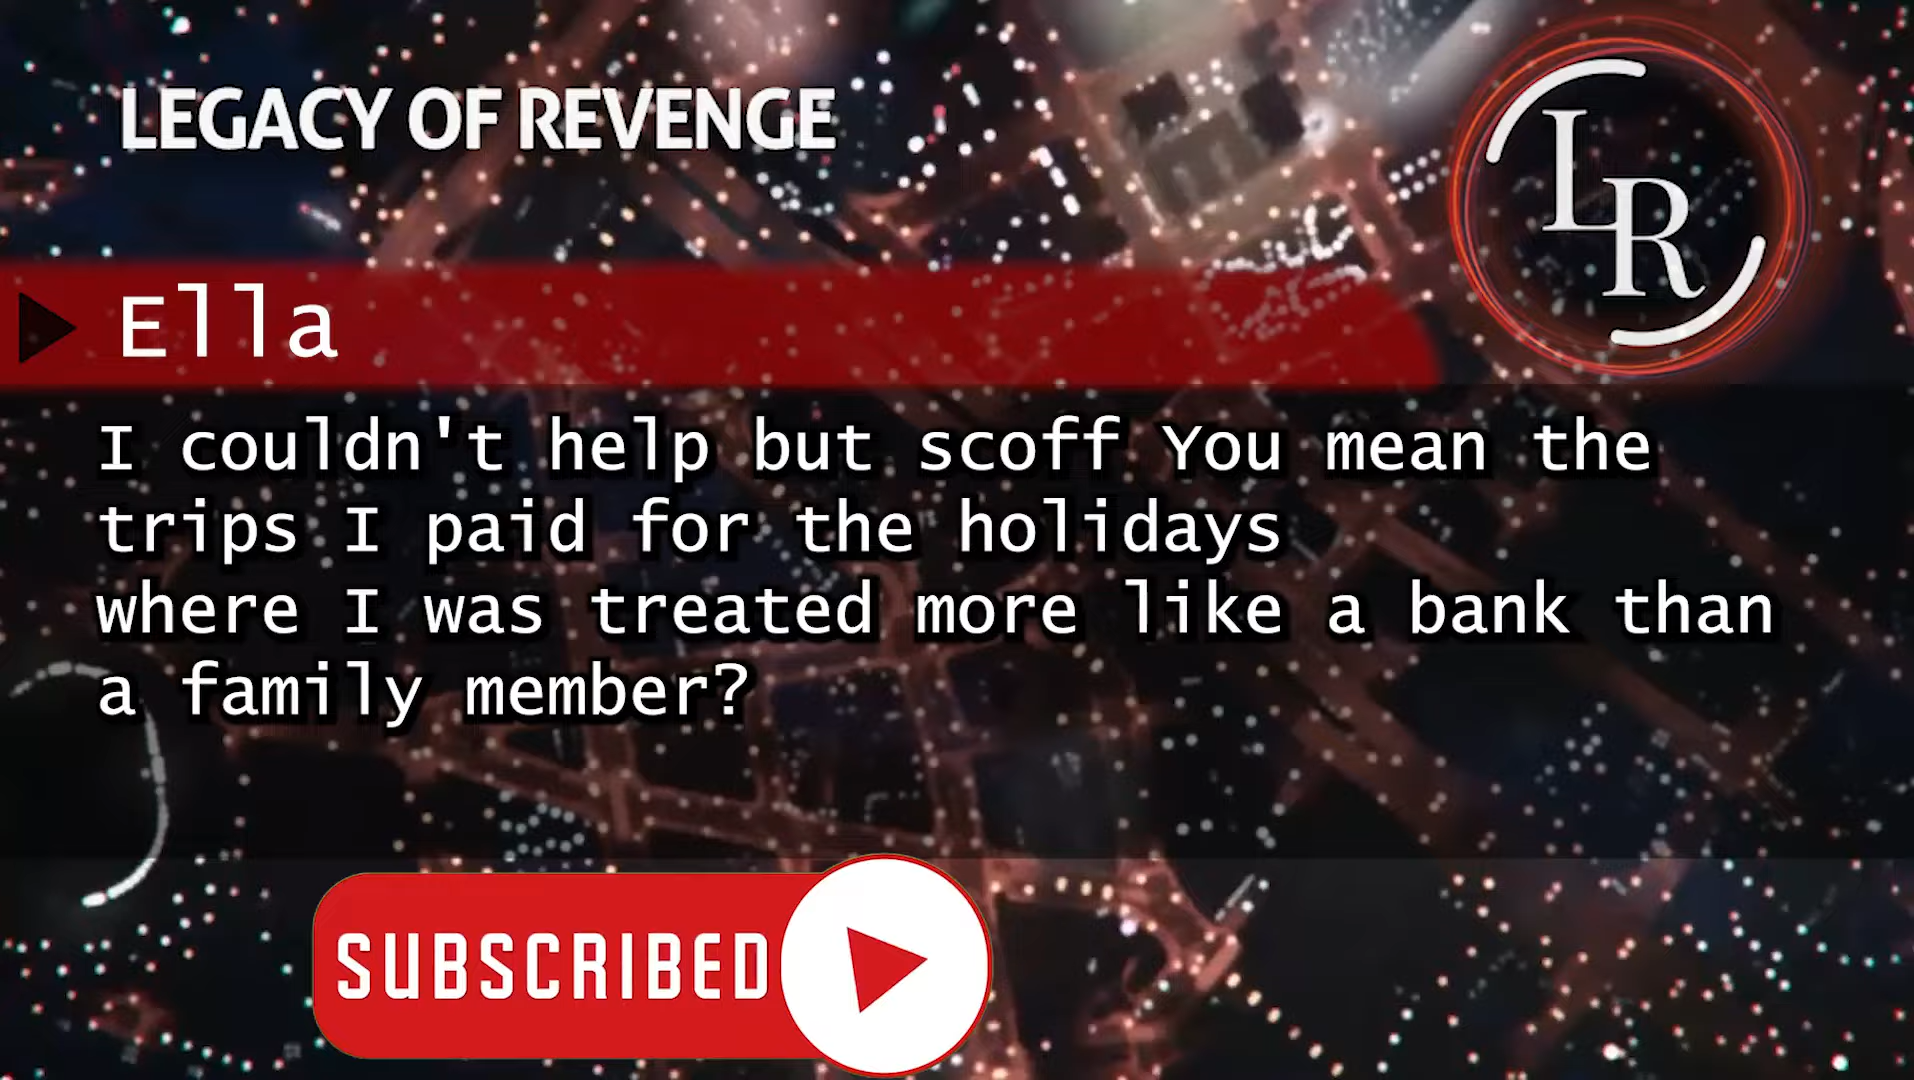 LEGACY OF REVENGE
LR
Ella
I couldn't help but scoff You mean the
trips I paid for the holidays
where I was treated more like a bank than
a family member?
SUBSCRIBED